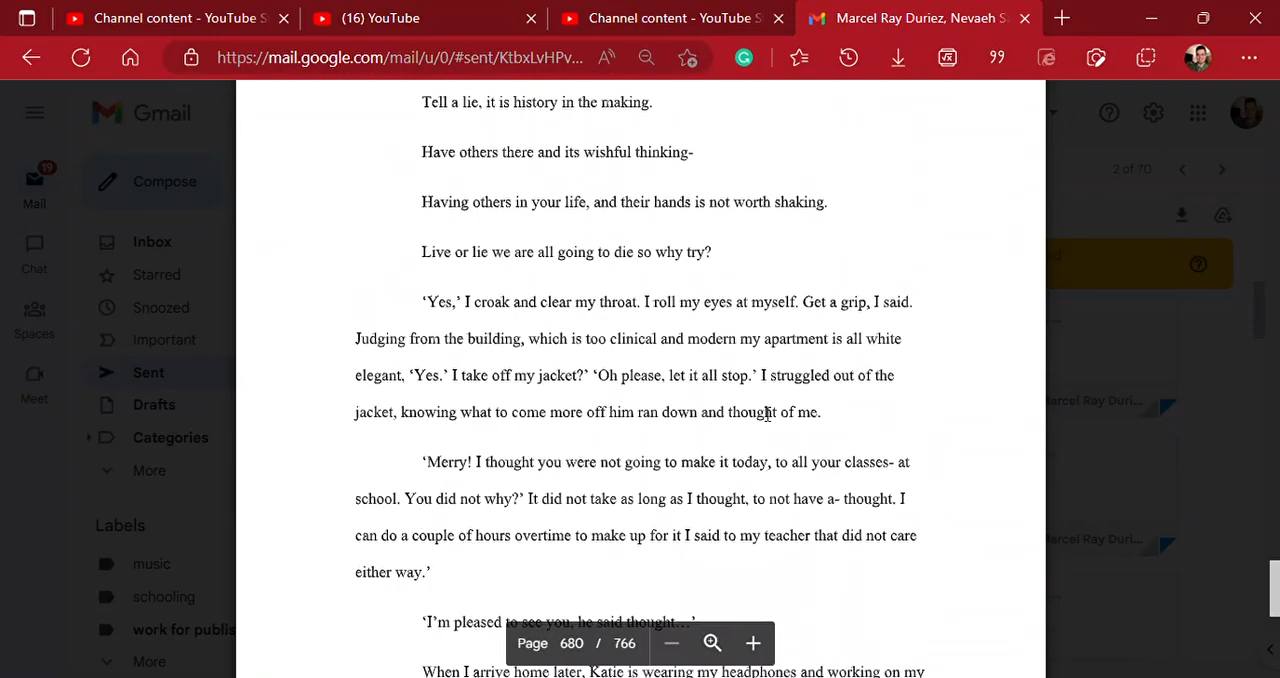 Channel content - YouTube S
(16) YouTube
Channel content - YouTube S
Marcel Ray Duriez, Nevaeh S
https://mail.google.com/mail/u/0/#sent/KtbxLvHPv...
Gmail
2 of 70
19
Mail
Chat
Spaces
Meet
Compose
Inbox
Starred
Snoozed
Important
Sent
Drafts
Categories
More
Labels
music
schooling
work for publis
More
Tell a lie, it is history in the making.
Have others there and its wishful thinking-
Having others in your life, and their hands is not worth shaking.
Live or lie we are all going to die so why try?
‘Yes,’ I croak and clear my throat. I roll my eyes at myself. Get a grip, I said.
Judging from the building, which is too clinical and modern my apartment is all white
elegant, ‘Yes.’ I take off my jacket?’ ‘Oh please, let it all stop.’ I struggled out of the
jacket, knowing what to come more off him ran down and thought of me.
‘Merry! I thought you were not going to make it today, to all your classes- at
school. You did not why?’ It did not take as long as I thought, to not have a- thought. I
can do a couple of hours overtime to make up for it I said to my teacher that did not care
either way.’
‘I’m pleased to see you, he said thought…’
When I arrive home later, Katie is wearing my headphones and working on my
Page 680 / 766
arcel Ray Duri...
arcel Ray Duri...